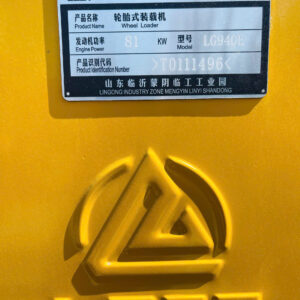 产品名称 轮胎式装载机
Product Name Wheel Loader
发动机功率 81 KW 型号 LG940E
Engine Power Model
产品识别代码 >T0111496<
Product Identification Number
山东临沂蒙阴临工工业园
LINGONG INDUSTRY ZONE MENGYIN LINYI SHANDONG